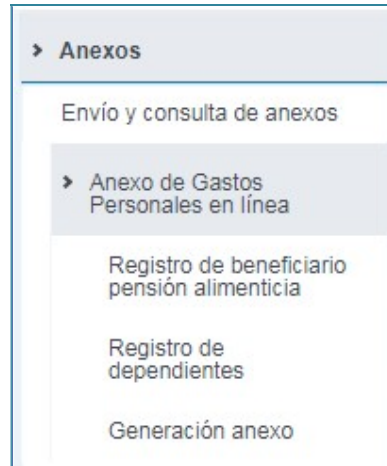 Anexos
Envío y consulta de anexos
Anexo de Gastos
Personales en línea
Registro de beneficiario
pensión alimenticia
Registro de
dependientes
Generación anexo